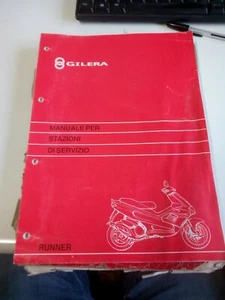 GILERA
MANUALE PER
STAZIONI
DI SERVIZIO
RUNNER